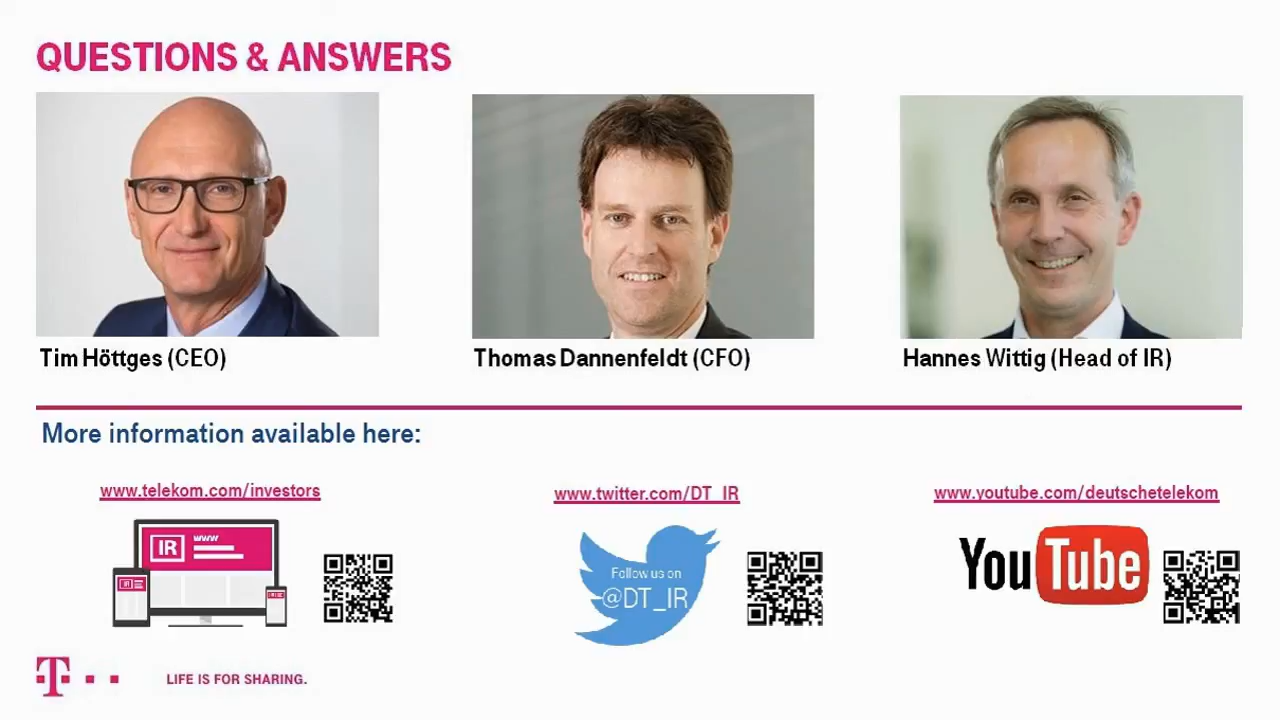 QUESTIONS & ANSWERS
Tim Höttges (CEO)
Thomas Dannenfeldt (CFO)
Hannes Wittig (Head of IR)
More information available here:
www.telekom.com/investors
www.twitter.com/DT_IR
www.youtube.com/deutschetelekom
IR
www
IR
Follow us on
@DT_IR
YouTube
T
LIFE IS FOR SHARING.